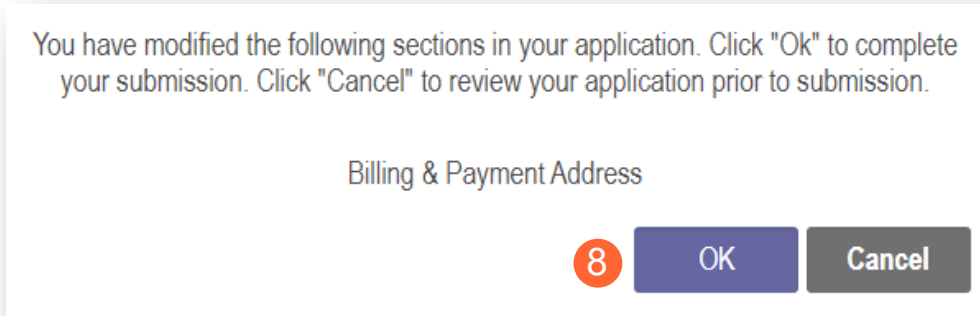 You have modified the following sections in your application. Click "Ok" to complete
your submission. Click "Cancel" to review your application prior to submission.
Billing & Payment Address
8 OK Cancel